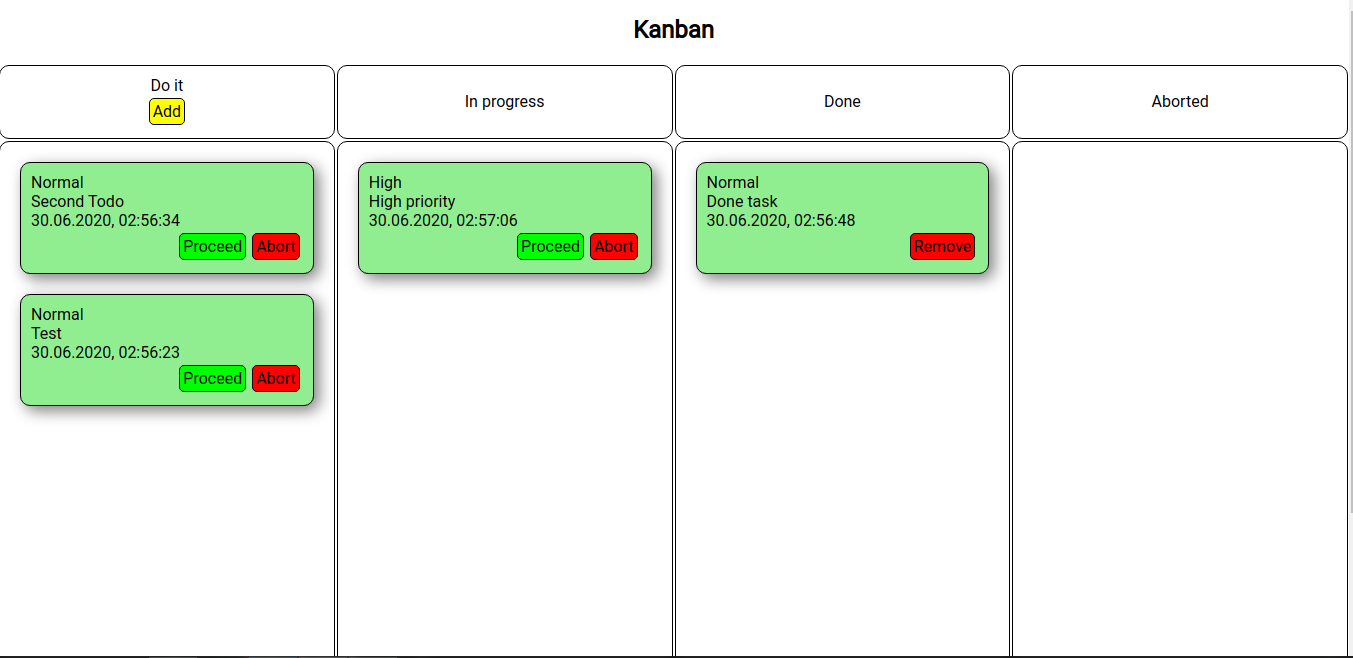 Kanban
Do it
Add
In progress
Done
Aborted
Normal
Second Todo
30.06.2020, 02:56:34
Proceed Abort
Normal
Test
30.06.2020, 02:56:23
Proceed Abort
High
High priority
30.06.2020, 02:57:06
Proceed Abort
Normal
Done task
30.06.2020, 02:56:48
Remove